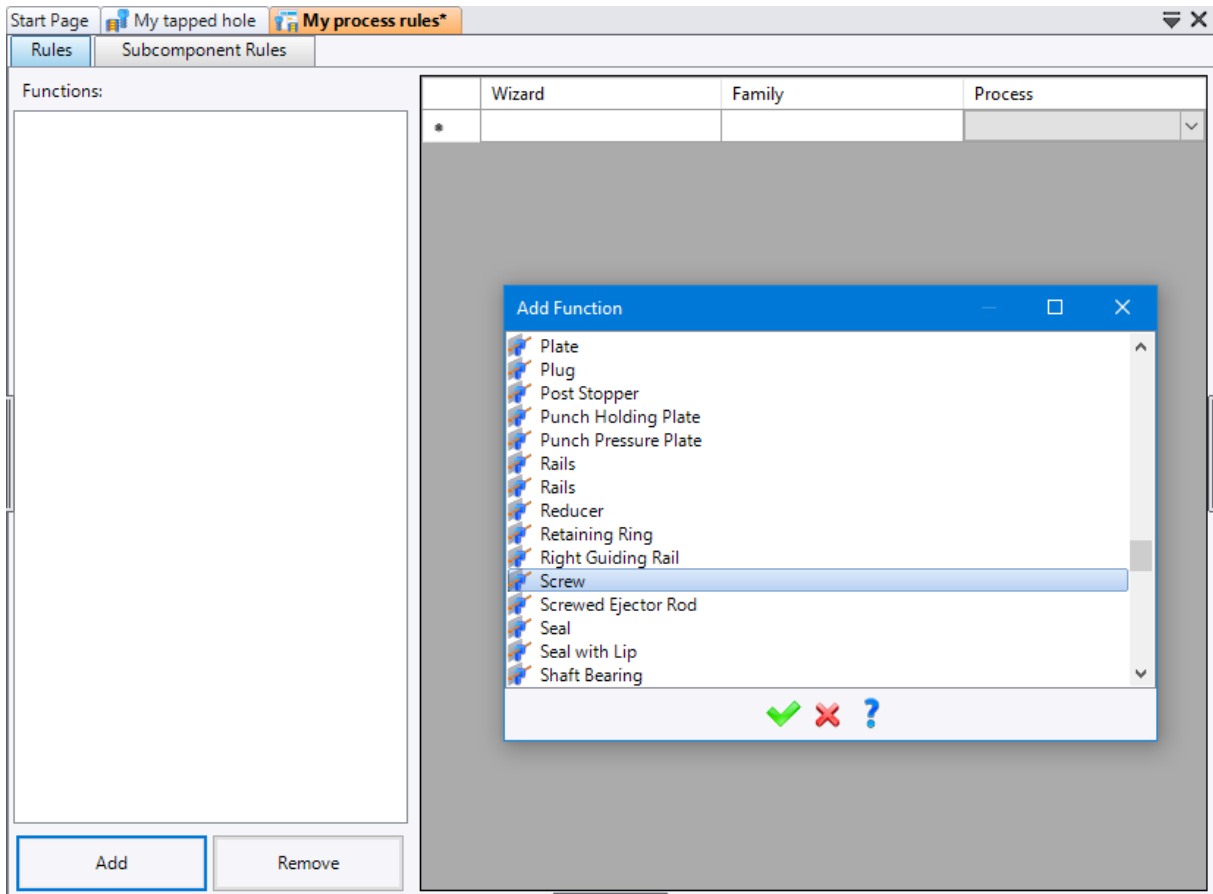 Start Page My tapped hole My process rules*
Rules Subcomponent Rules
Functions:
Wizard Family Process
*
Add Function
Plate
Plug
Post Stopper
Punch Holding Plate
Punch Pressure Plate
Rails
Rails
Reducer
Retaining Ring
Right Guiding Rail
Screw
Screwed Ejector Rod
Seal
Seal with Lip
Shaft Bearing
?
Add Remove